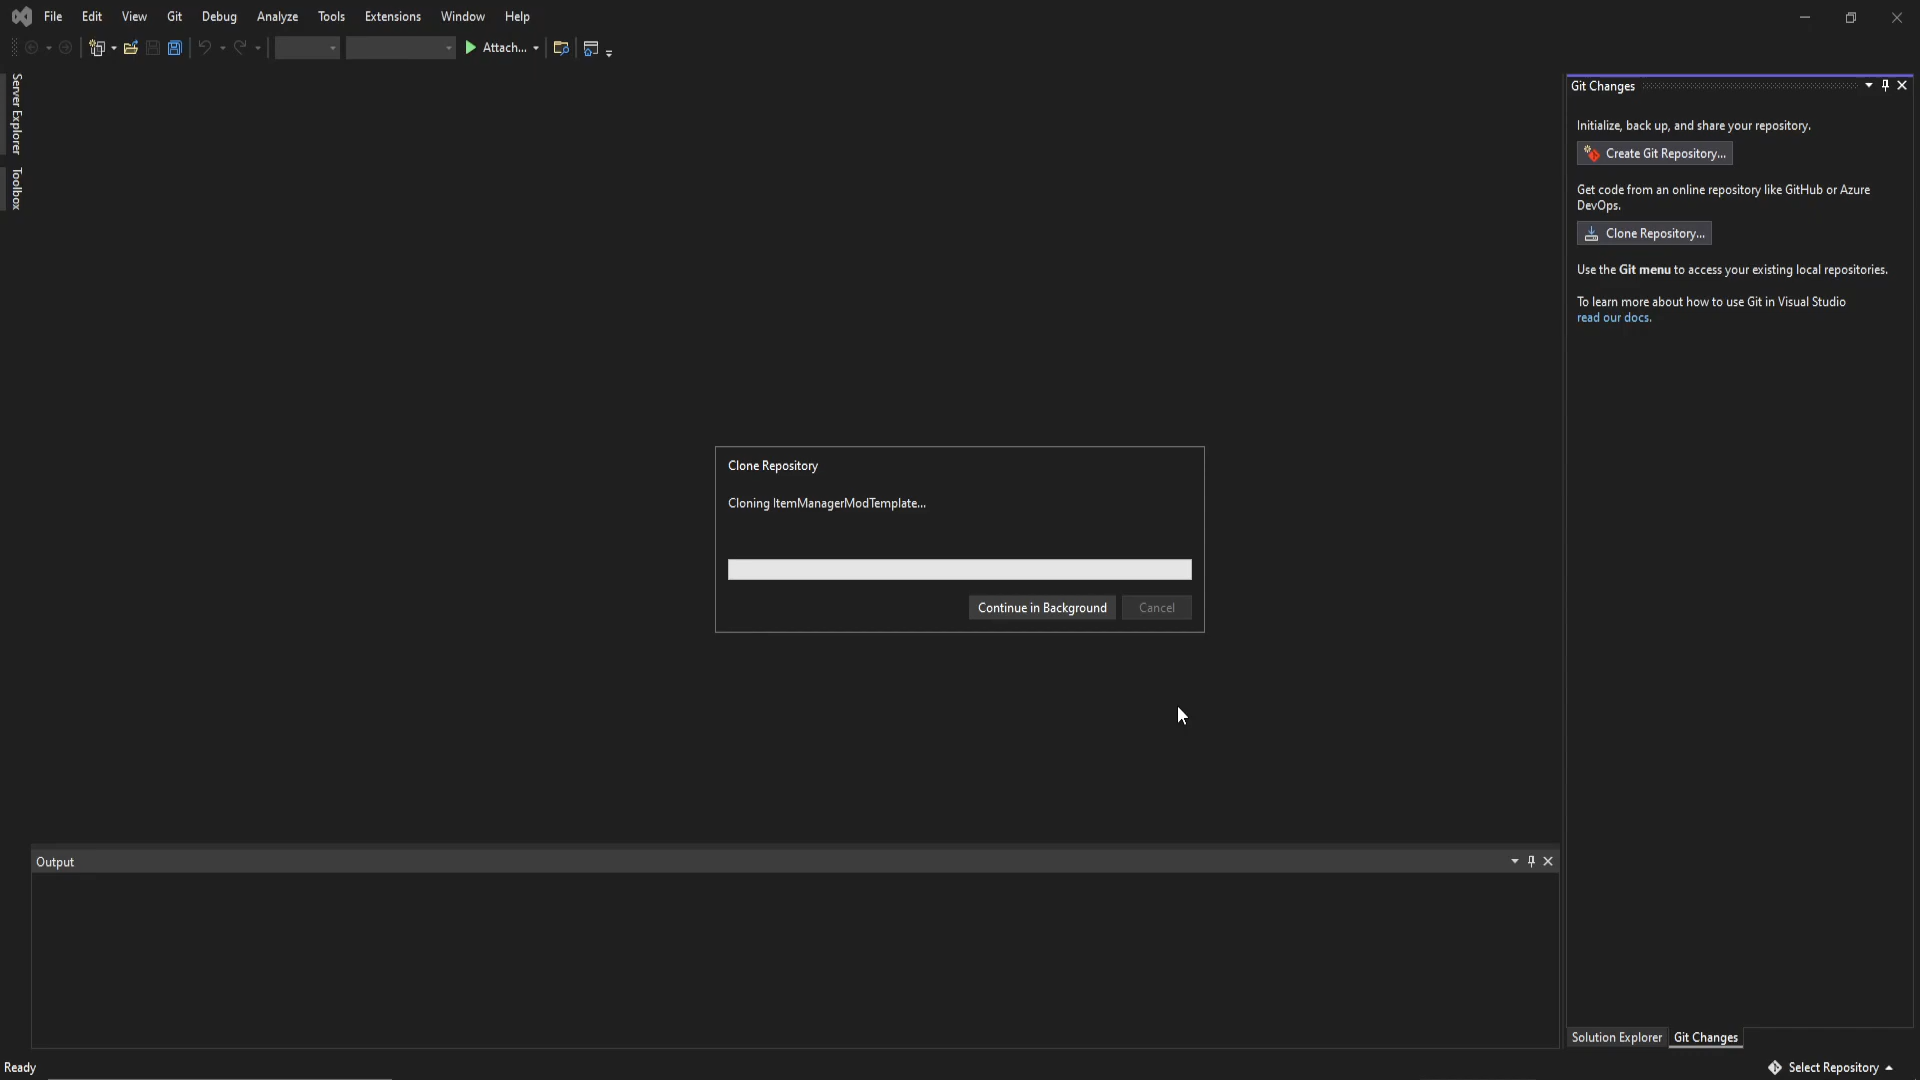 File Edit View Git Debug Analyze Tools Extensions Window Help
Attach...
Server Explorer
Toolbox
Git Changes
Initialize, back up, and share your repository.
Create Git Repository...
Get code from an online repository like GitHub or Azure
DevOps.
Clone Repository...
Use the Git menu to access your existing local repositories.
To learn more about how to use Git in Visual Studio
read our docs.
Clone Repository
Cloning ItemManagerModTemplate...
Continue in Background Cancel
Output
Solution Explorer Git Changes
Ready
Select Repository